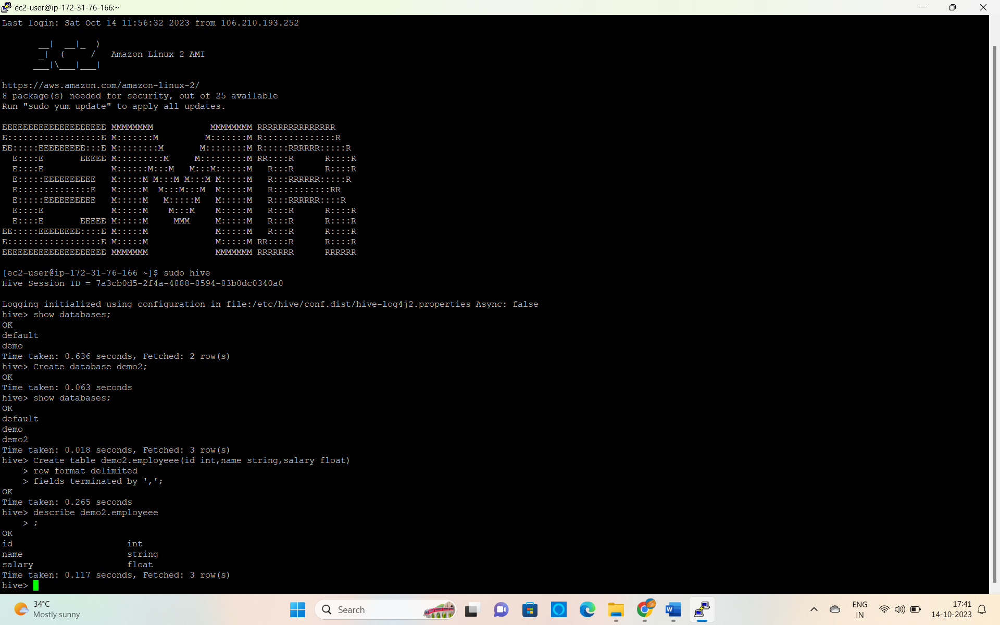 ec2-user@ip-172-31-76-166:~
Last login: Sat Oct 14 11:56:32 2023 from 106.210.193.252
       __|  __|_  )
       _|  (     /   Amazon Linux 2 AMI
      ___|\___|___|
https://aws.amazon.com/amazon-linux-2/
8 package(s) needed for security, out of 25 available
Run "sudo yum update" to apply all updates.
EEEEEEEEEEEEEEEEEEEE MMMMMMMM           MMMMMMMM RRRRRRRRRRRRRRR
E::::::::::::::::::E M:::::::M         M:::::::M R::::::::::::::R
EE:::::EEEEEEEEE:::E M::::::::M       M::::::::M R:::::RRRRRR:::::R
  E::::E       EEEEE M:::::::::M     M:::::::::M RR::::R      R::::R
  E::::E             M::::::M:::M   M:::M::::::M   R:::R      R::::R
  E:::::EEEEEEEEEE   M:::::M M:::M M:::M M:::::M   R:::RRRRRR:::::R
  E::::::::::::::E   M:::::M  M:::M:::M  M:::::M   R:::::::::::RR
  E:::::EEEEEEEEEE   M:::::M   M:::::M   M:::::M   R:::RRRRRR::::R
  E::::E             M:::::M    M:::M    M:::::M   R:::R      R::::R
  E::::E       EEEEE M:::::M     MMM     M:::::M   R:::R      R::::R
EE:::::EEEEEEEE::::E M:::::M             M:::::M   R:::R      R::::R
E::::::::::::::::::E M:::::M             M:::::M RR::::R      R::::R
EEEEEEEEEEEEEEEEEEEE MMMMMMM             MMMMMMM RRRRRRR      RRRRRR
[ec2-user@ip-172-31-76-166 ~]$ sudo hive
Hive Session ID = 7a3cb0d5-2f4a-4888-8594-83b0dc0340a0
Logging initialized using configuration in file:/etc/hive/conf.dist/hive-log4j2.properties Async: false
hive> show databases;
OK
default
demo
Time taken: 0.636 seconds, Fetched: 2 row(s)
hive> Create database demo2;
OK
Time taken: 0.063 seconds
hive> show databases;
OK
default
demo
demo2
Time taken: 0.018 seconds, Fetched: 3 row(s)
hive> Create table demo2.employeee(id int,name string,salary float)
    > row format delimited
    > fields terminated by ',';
OK
Time taken: 0.265 seconds
hive> describe demo2.employeee
    > ;
OK
id                      int
name                    string
salary                  float
Time taken: 0.117 seconds, Fetched: 3 row(s)
hive>
34°C
Mostly sunny
Search
ENG
IN
17:41
14-10-2023